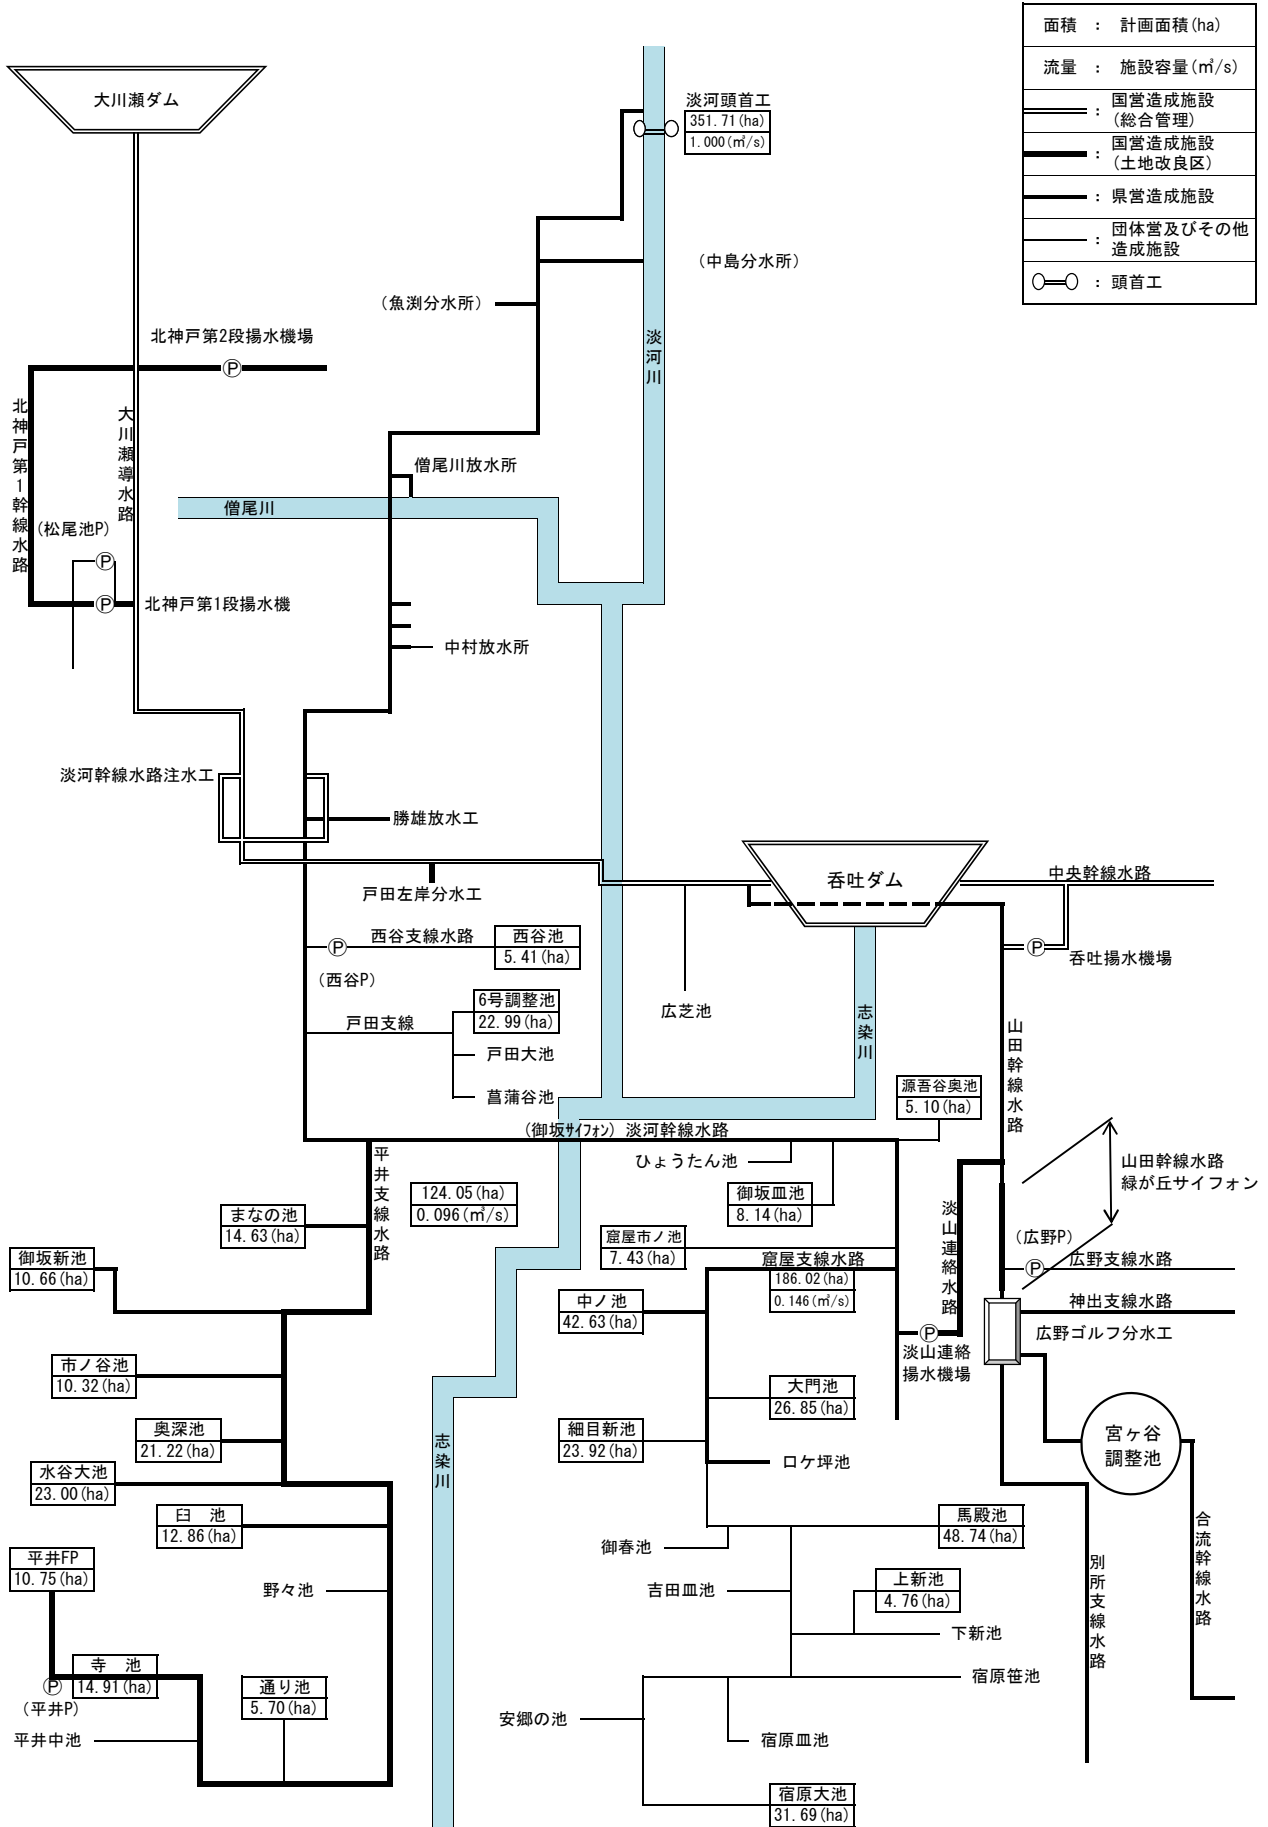 面積 ： 計画面積(ha)
流量 ： 施設容量(㎥/s)
： 国営造成施設
(総合管理)
： 国営造成施設
(土地改良区)
： 県営造成施設
： 団体営及びその他
造成施設
： 頭首工
大川瀬ダム
淡河頭首工
351.71(ha)
1.000(㎥/s)
(中島分水所)
(魚渕分水所)
淡河川
北神戸第2段揚水機場
Ⓟ
北神戸第1幹線水路
大川瀬導水路
僧尾川放水所
僧尾川
(松尾池P)
Ⓟ
Ⓟ
北神戸第1段揚水機
中村放水所
淡河幹線水路注水工
勝雄放水工
戸田左岸分水工
呑吐ダム
中央幹線水路
Ⓟ
呑吐揚水機場
西谷支線水路
Ⓟ
(西谷P)
西谷池
5.41(ha)
広芝池
志染川
山田幹線水路
戸田支線
6号調整池
22.99(ha)
戸田大池
菖蒲谷池
源吾谷奥池
5.10(ha)
(御坂ｻｲﾌｫﾝ) 淡河幹線水路
ひょうたん池
平井支線水路
124.05(ha)
0.096(㎥/s)
御坂皿池
8.14(ha)
山田幹線水路
緑が丘サイフォン
まなの池
14.63(ha)
窟屋市ノ池
7.43(ha)
淡山連絡水路
(広野P)
御坂新池
10.66(ha)
窟屋支線水路
186.02(ha)
0.146(㎥/s)
Ⓟ
広野支線水路
中ノ池
42.63(ha)
神出支線水路
Ⓟ
広野ゴルフ分水工
淡山連絡
揚水機場
市ノ谷池
10.32(ha)
大門池
26.85(ha)
奥深池
21.22(ha)
細目新池
23.92(ha)
志染川
宮ヶ谷
調整池
水谷大池
23.00(ha)
ロケ坪池
臼　池
12.86(ha)
馬殿池
48.74(ha)
合流幹線水路
御春池
平井FP
10.75(ha)
野々池
吉田皿池
上新池
4.76(ha)
別所支線水路
下新池
寺　池
14.91(ha)
Ⓟ
(平井P)
通り池
5.70(ha)
宿原笹池
安郷の池
平井中池
宿原皿池
宿原大池
31.69(ha)